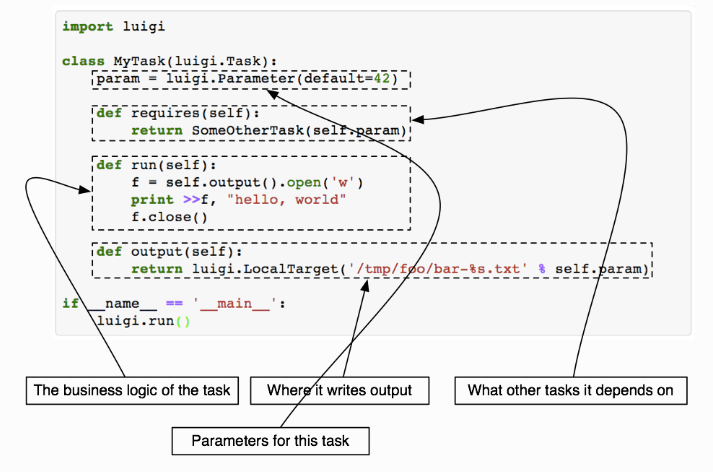 import luigi
class MyTask(luigi.Task):
param = luigi.Parameter(default=42)
def requires(self):
return SomeOtherTask(self.param)
def run(self):
f = self.output().open('w')
print >>f, "hello, world"
f.close()
def output(self):
return luigi.LocalTarget('/tmp/foo/bar-%s.txt' % self.param)
if __name__ == '__main__':
luigi.run()
The business logic of the task
Where it writes output
What other tasks it depends on
Parameters for this task